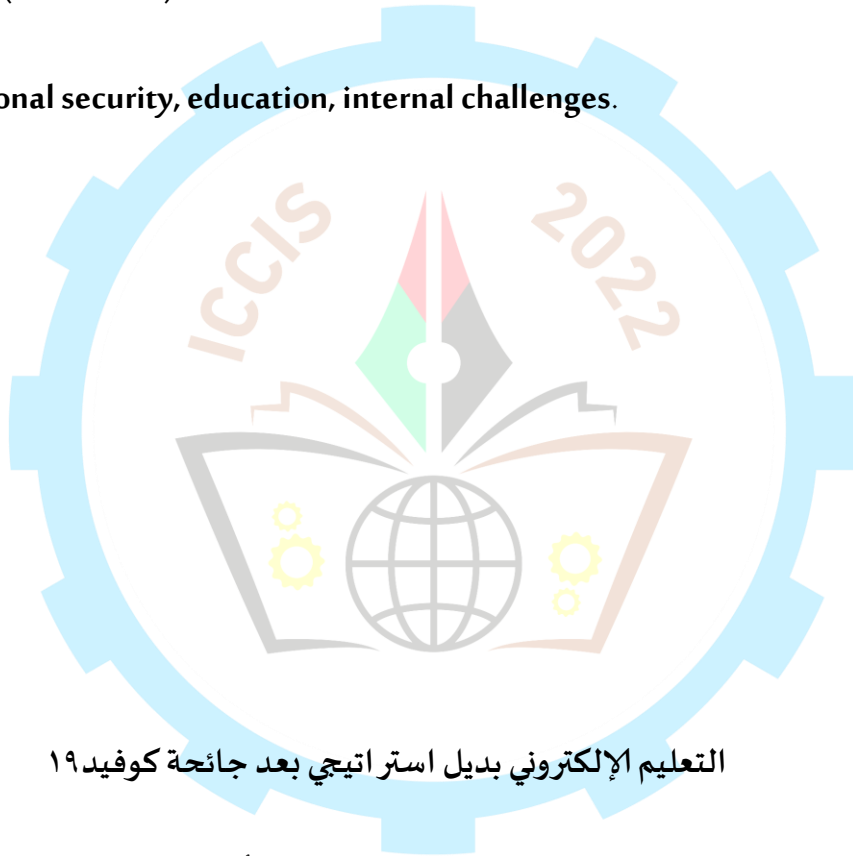 onal security, education, internal challenges.
ICCIS 2022
التعليم الإلكتروني بديل استراتيجي بعد جائحة كوفيد١٩